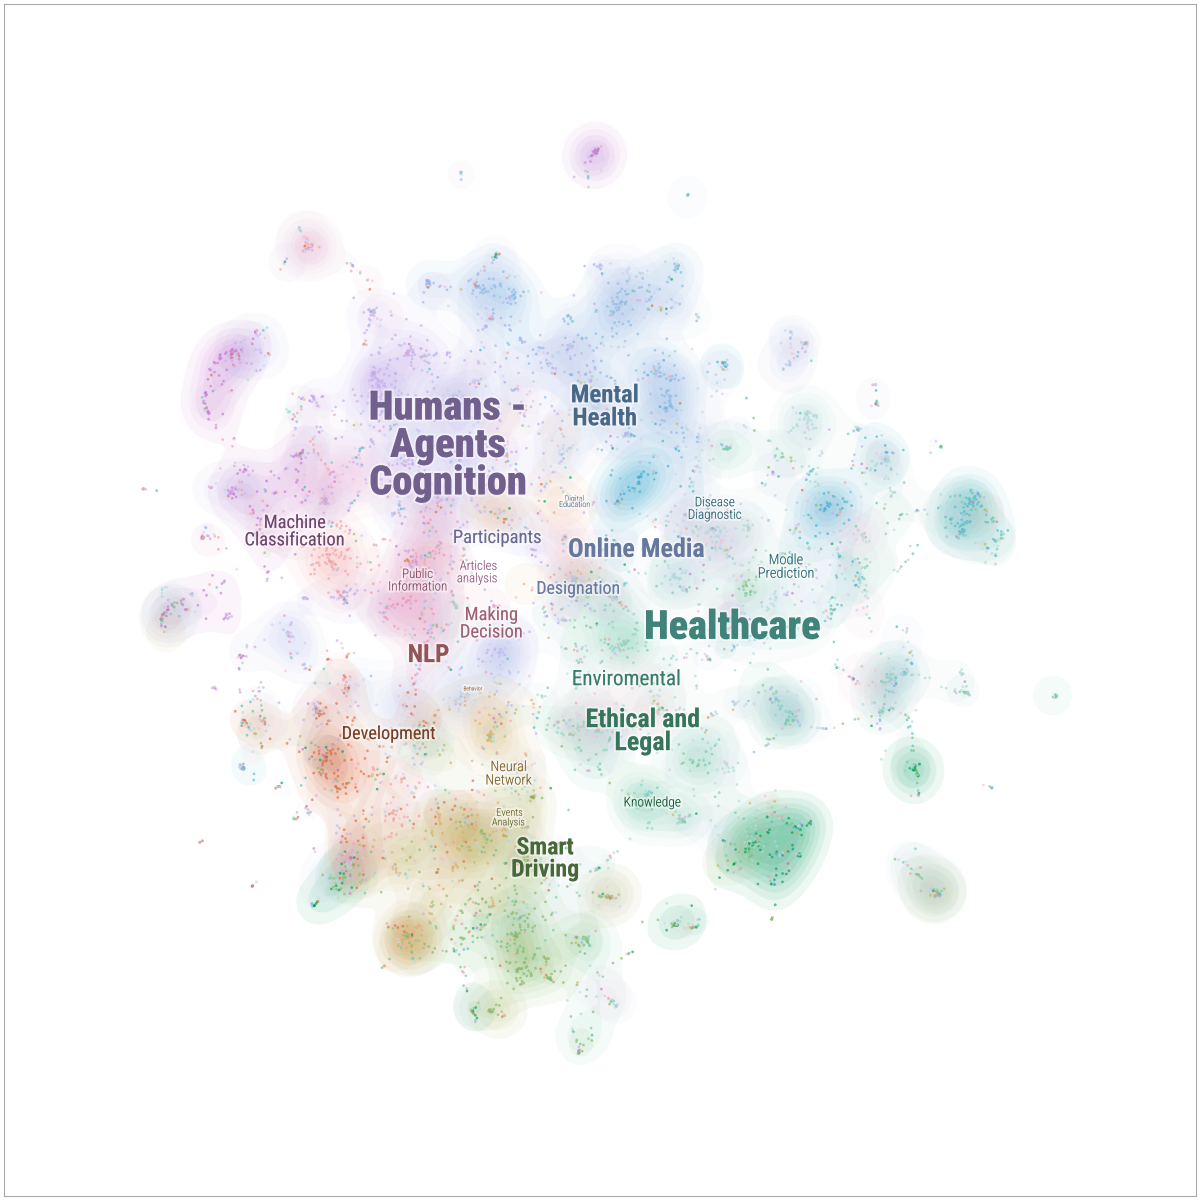 Humans -
Agents
Cognition
Mental
Health
Digital
Education
Disease
Diagnostic
Machine
Classification
Participants
Online Media
Articles
analysis
Public
Information
Designation
Modle
Prediction
Making
Decision
Healthcare
NLP
Enviromental
Behavior
Ethical and
Legal
Development
Neural
Network
Knowledge
Events
Analysis
Smart
Driving